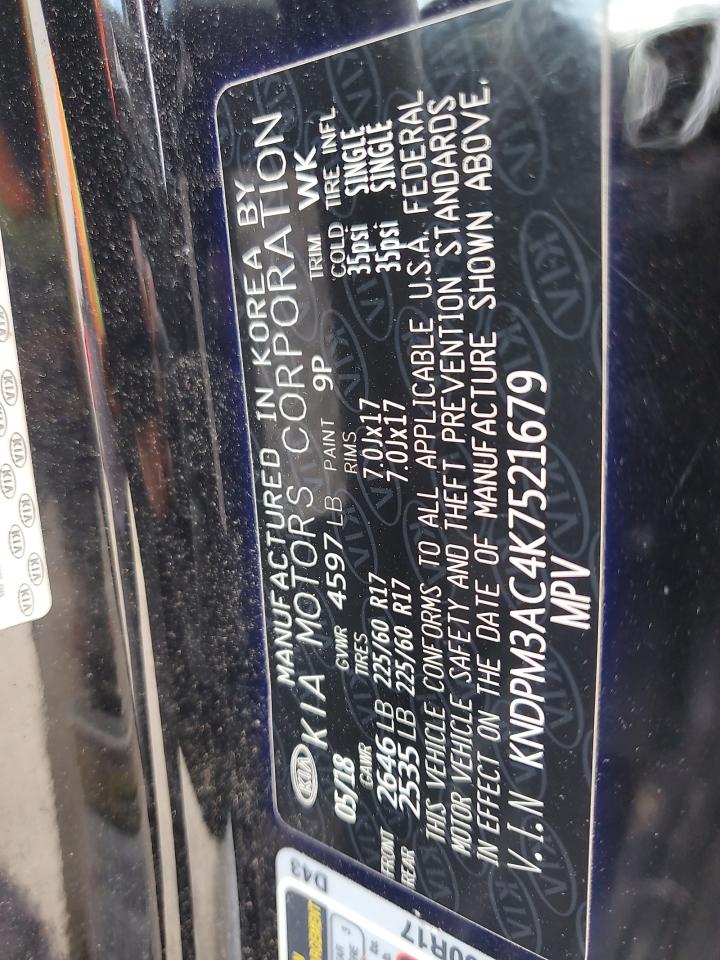 KIA
MANUFACTURED IN KOREA BY
KIA MOTORS CORPORATION
05/18 GVWR 4597 LB PAINT 9P TRIM WK
GAWR TIRES RIMS COLD TIRE INFL.
FRONT 2646 LB 225/60 R17 7.0Jx17 35psi SINGLE
REAR 2535 LB 225/60 R17 7.0Jx17 35psi SINGLE
THIS VEHICLE CONFORMS TO ALL APPLICABLE U.S.A. FEDERAL
MOTOR VEHICLE SAFETY AND THEFT PREVENTION STANDARDS
IN EFFECT ON THE DATE OF MANUFACTURE SHOWN ABOVE.
V.I.N KNDPM3AC4K7521679
MPV
D43